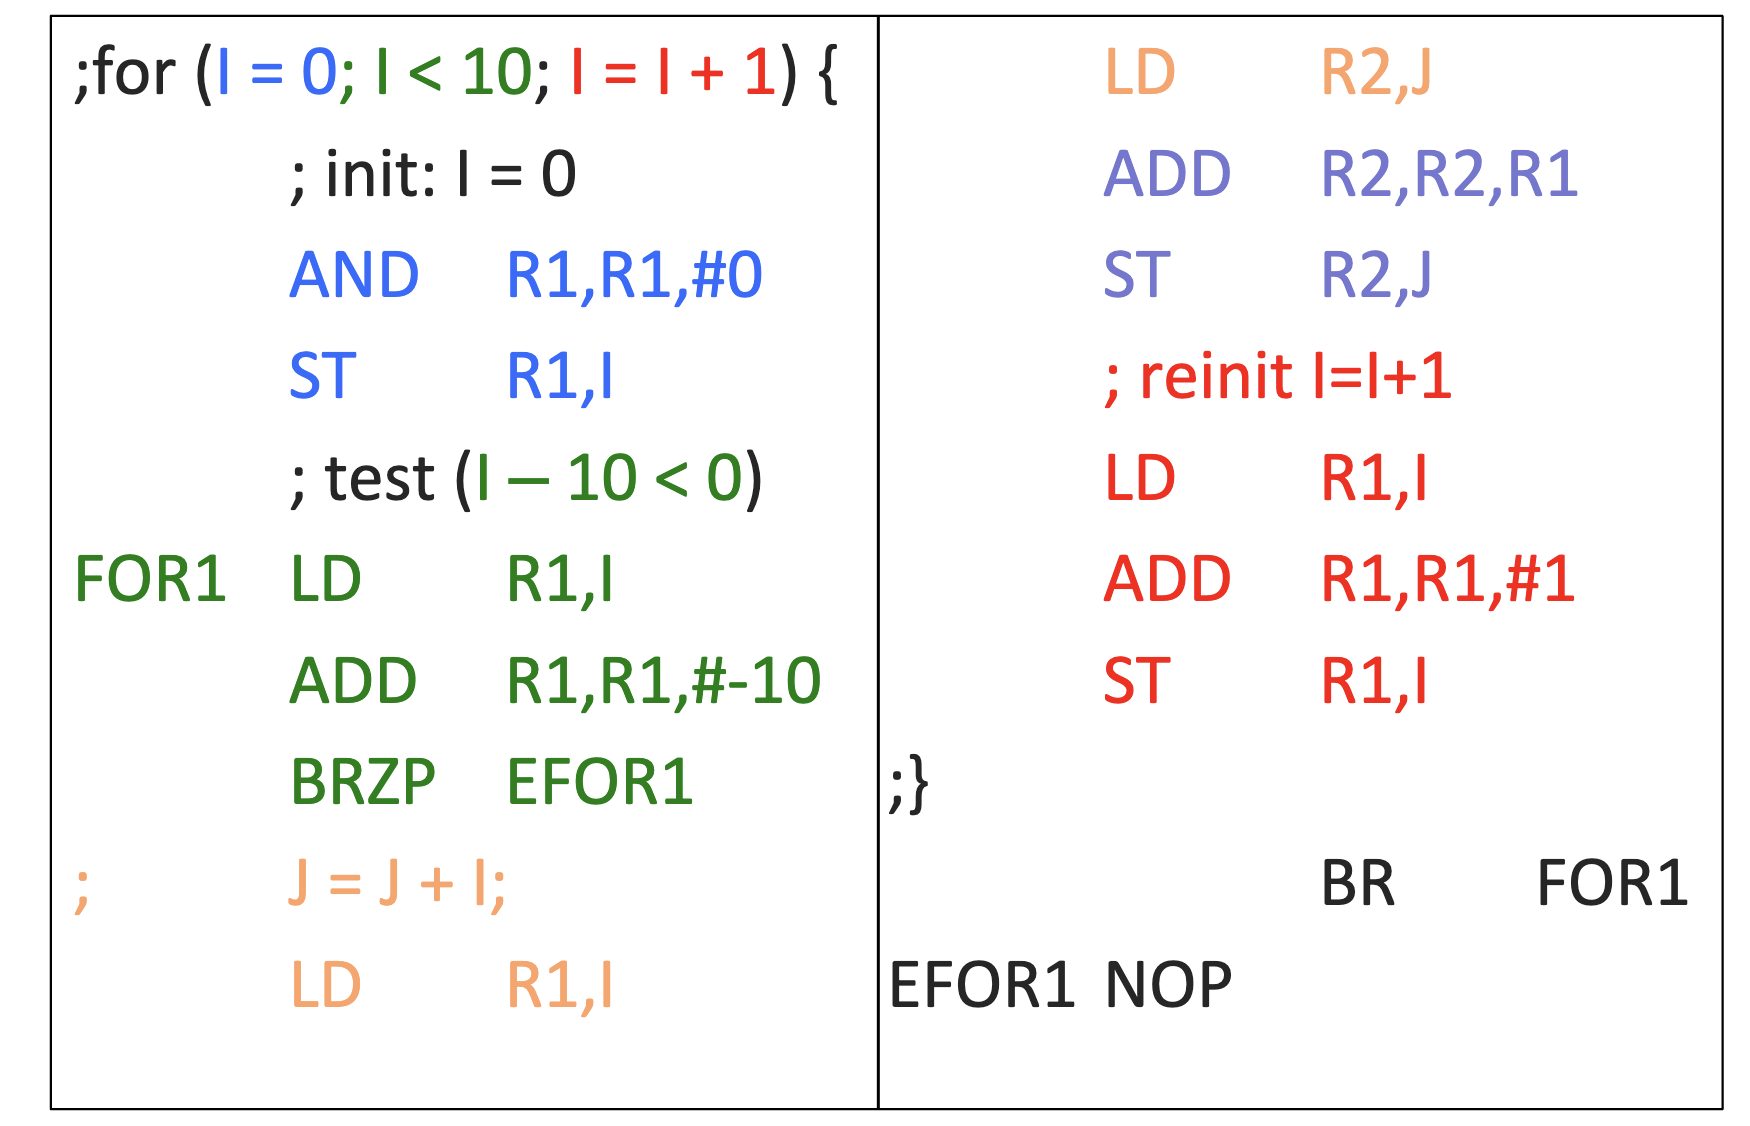 ;for (I = 0; I < 10; I = I + 1) {
; init: I = 0
AND R1,R1,#0
ST R1,I
; test (I – 10 < 0)
FOR1 LD R1,I
ADD R1,R1,#-10
BRZP EFOR1
; J = J + I;
LD R1,I
LD R2,J
ADD R2,R2,R1
ST R2,J
; reinit I=I+1
LD R1,I
ADD R1,R1,#1
ST R1,I
;}
BR FOR1
EFOR1 NOP